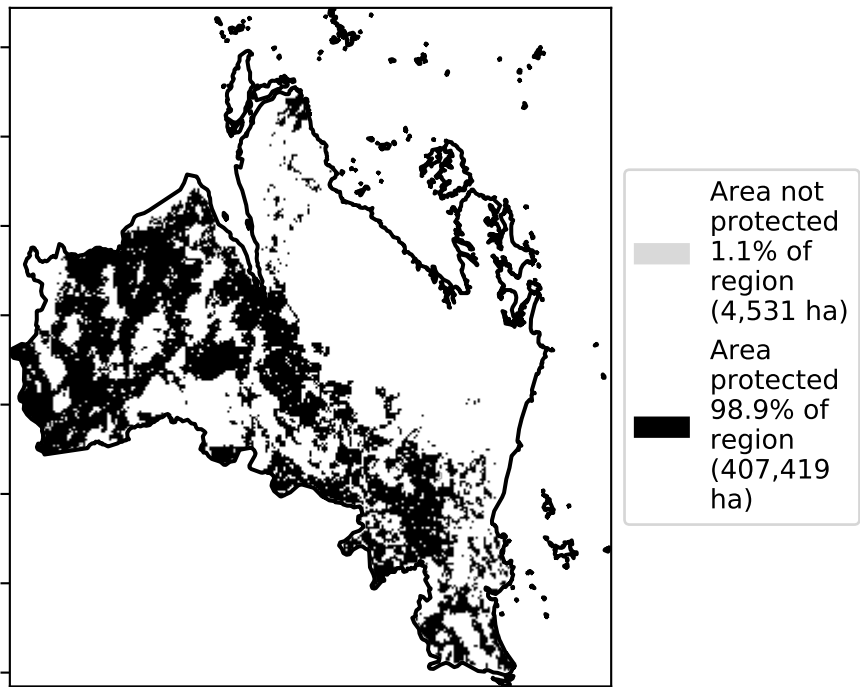 Area not
protected
1.1% of
region
(4,531 ha)
Area
protected
98.9% of
region
(407,419
ha)